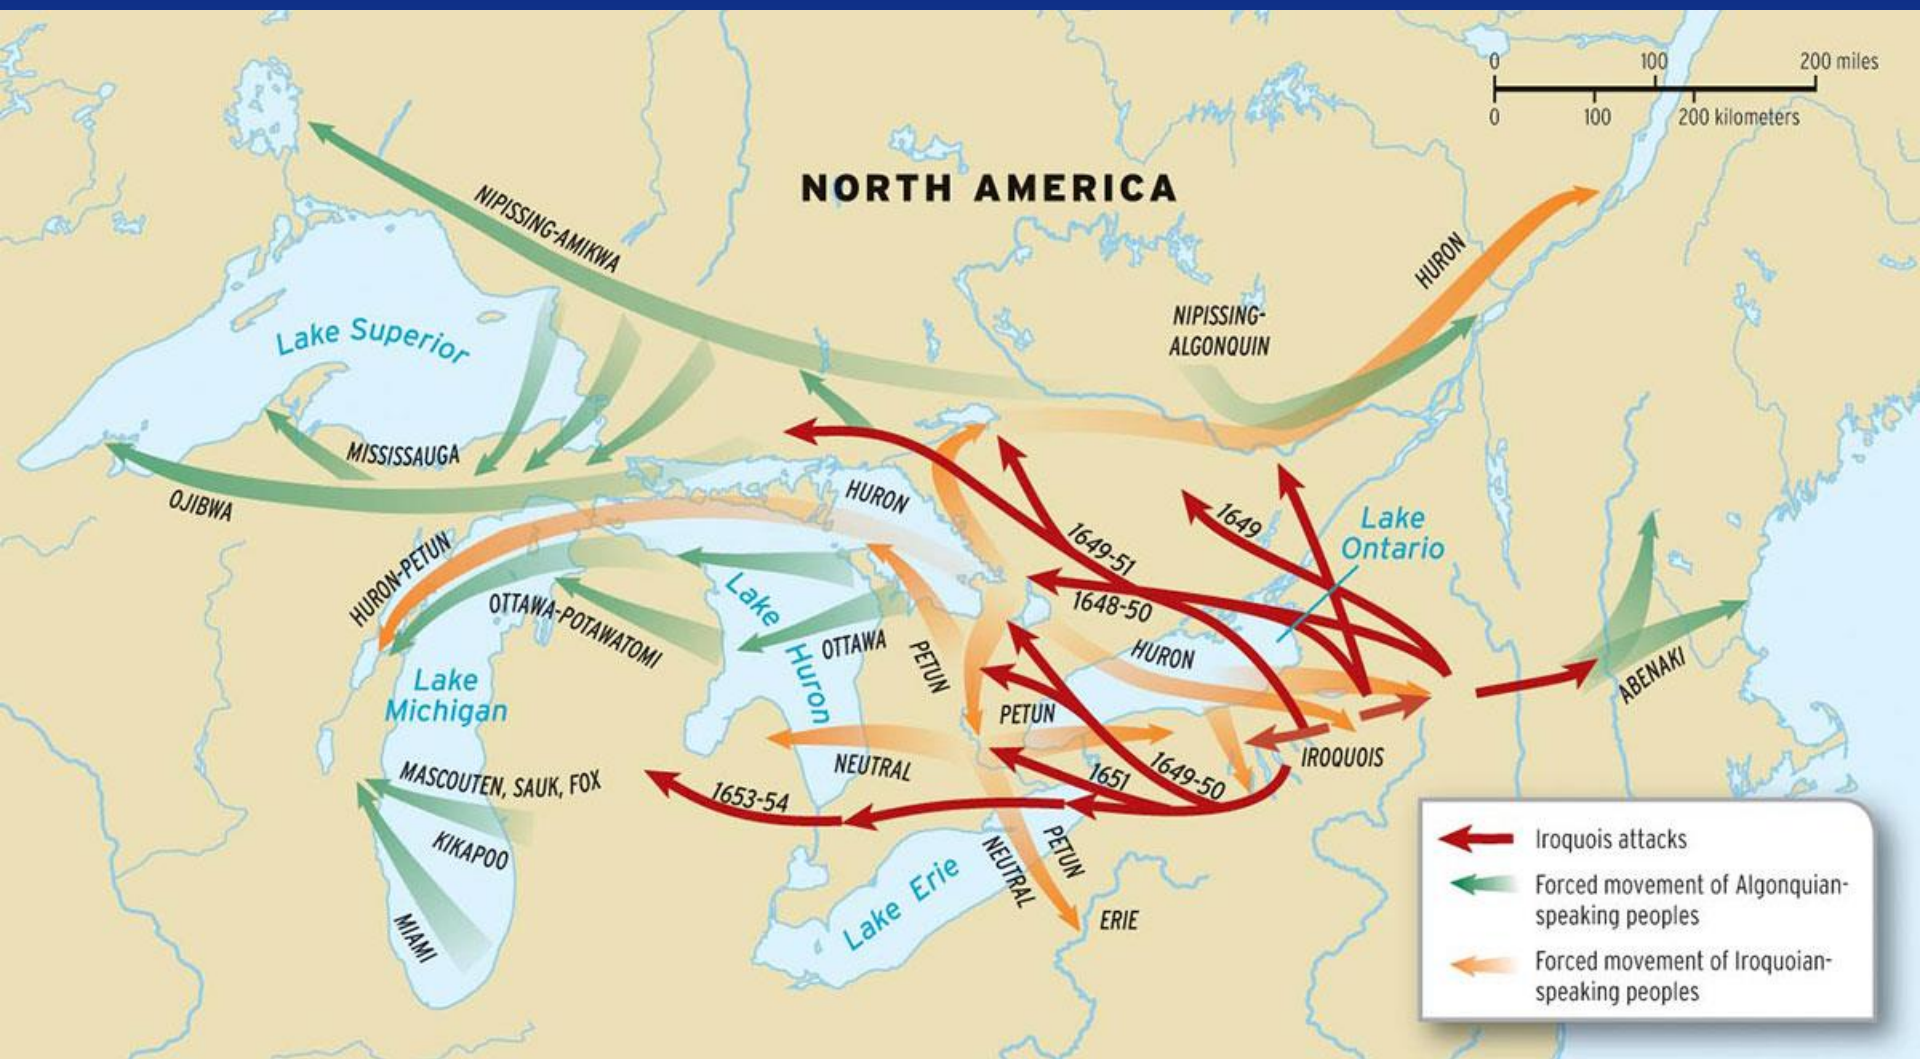 0 100 200 miles
0 100 200 kilometers
NORTH AMERICA
NIPISSING-AMIKWA
HURON
NIPISSING-
ALGONQUIN
Lake Superior
MISSISSAUGA
OJIBWA
HURON
1649
Lake
Ontario
1649-51
HURON-PETUN
1648-50
OTTAWA-POTAWATOMI
Lake
Huron
OTTAWA
PETUN
HURON
ABENAKI
Lake
Michigan
PETUN
NEUTRAL
IROQUOIS
MASCOUTEN, SAUK, FOX
1653-54
1651
1649-50
KIKAPOO
MIAMI
NEUTRAL
PETUN
Lake Erie
ERIE
Iroquois attacks
Forced movement of Algonquian-
speaking peoples
Forced movement of Iroquoian-
speaking peoples